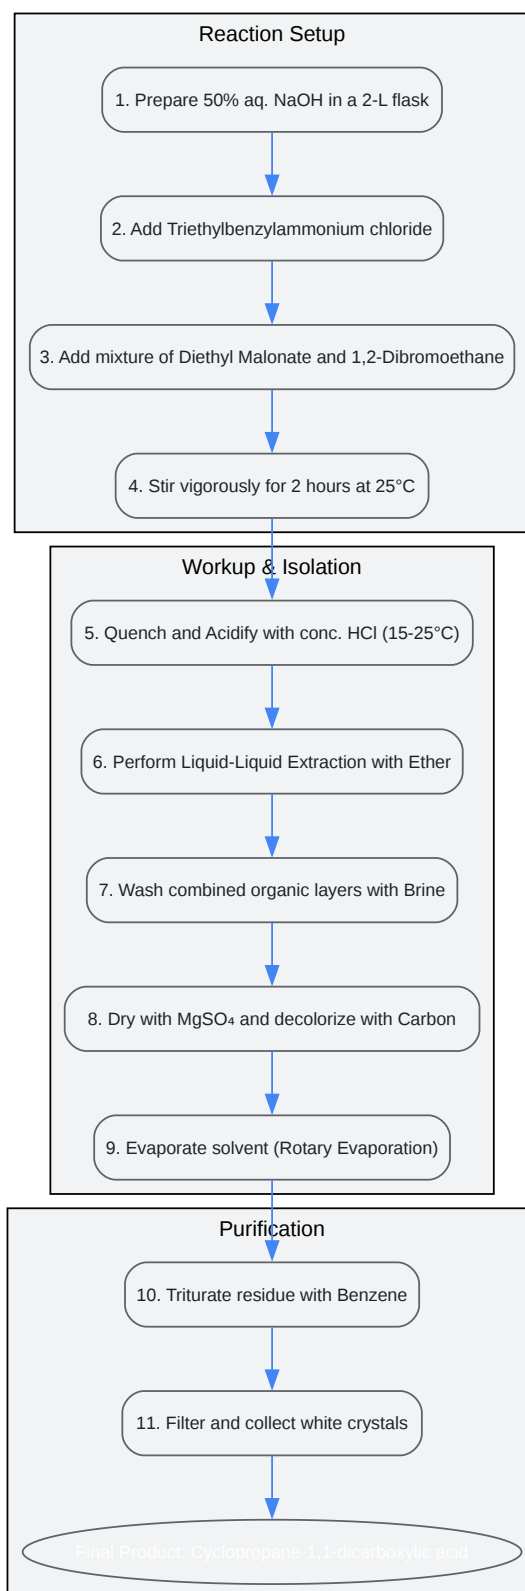 Reaction Setup
1. Prepare 50% aq. NaOH in a 2-L flask
2. Add Triethylbenzylammonium chloride
3. Add mixture of Diethyl Malonate and 1,2-Dibromoethane
4. Stir vigorously for 2 hours at 25°C
Workup & Isolation
5. Quench and Acidify with conc. HCl (15-25°C)
6. Perform Liquid-Liquid Extraction with Ether
7. Wash combined organic layers with Brine
8. Dry with MgSO₄ and decolorize with Carbon
9. Evaporate solvent (Rotary Evaporation)
Purification
10. Triturate residue with Benzene
11. Filter and collect white crystals
Final Product: Cyclopropane-1,1-dicarboxylic acid